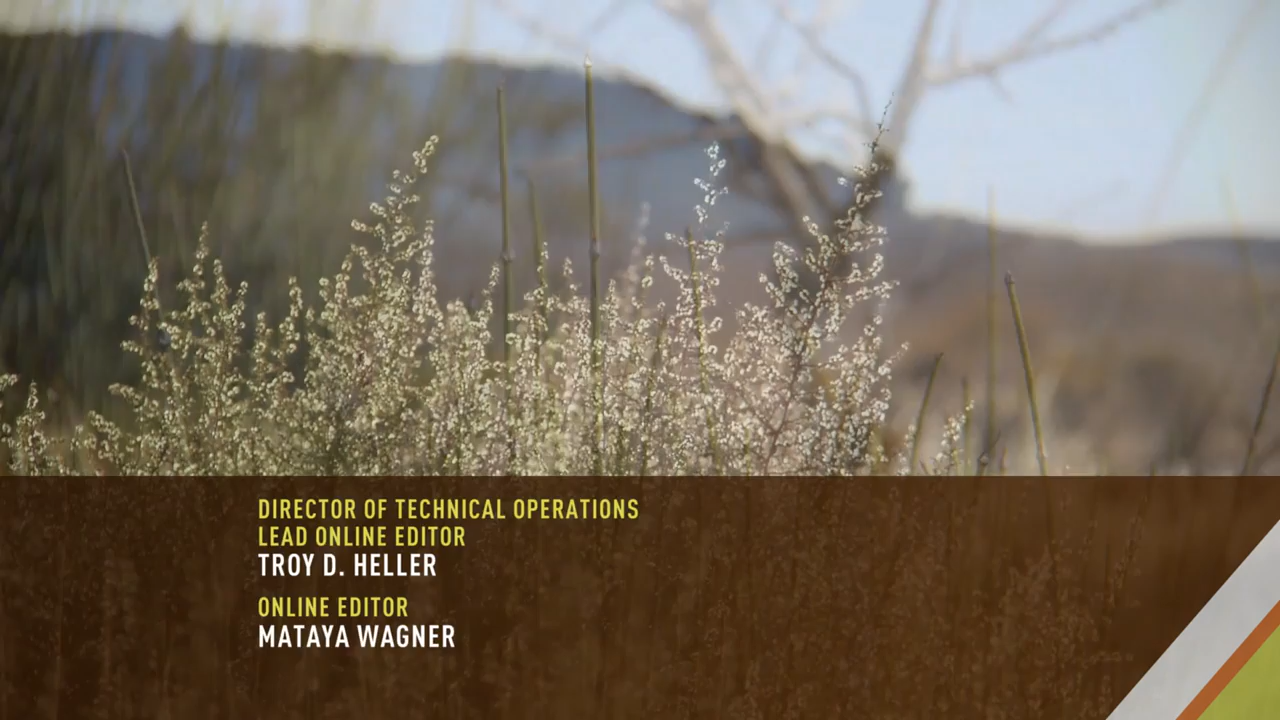 DIRECTOR OF TECHNICAL OPERATIONS
LEAD ONLINE EDITOR
TROY D. HELLER
ONLINE EDITOR
MATAYA WAGNER